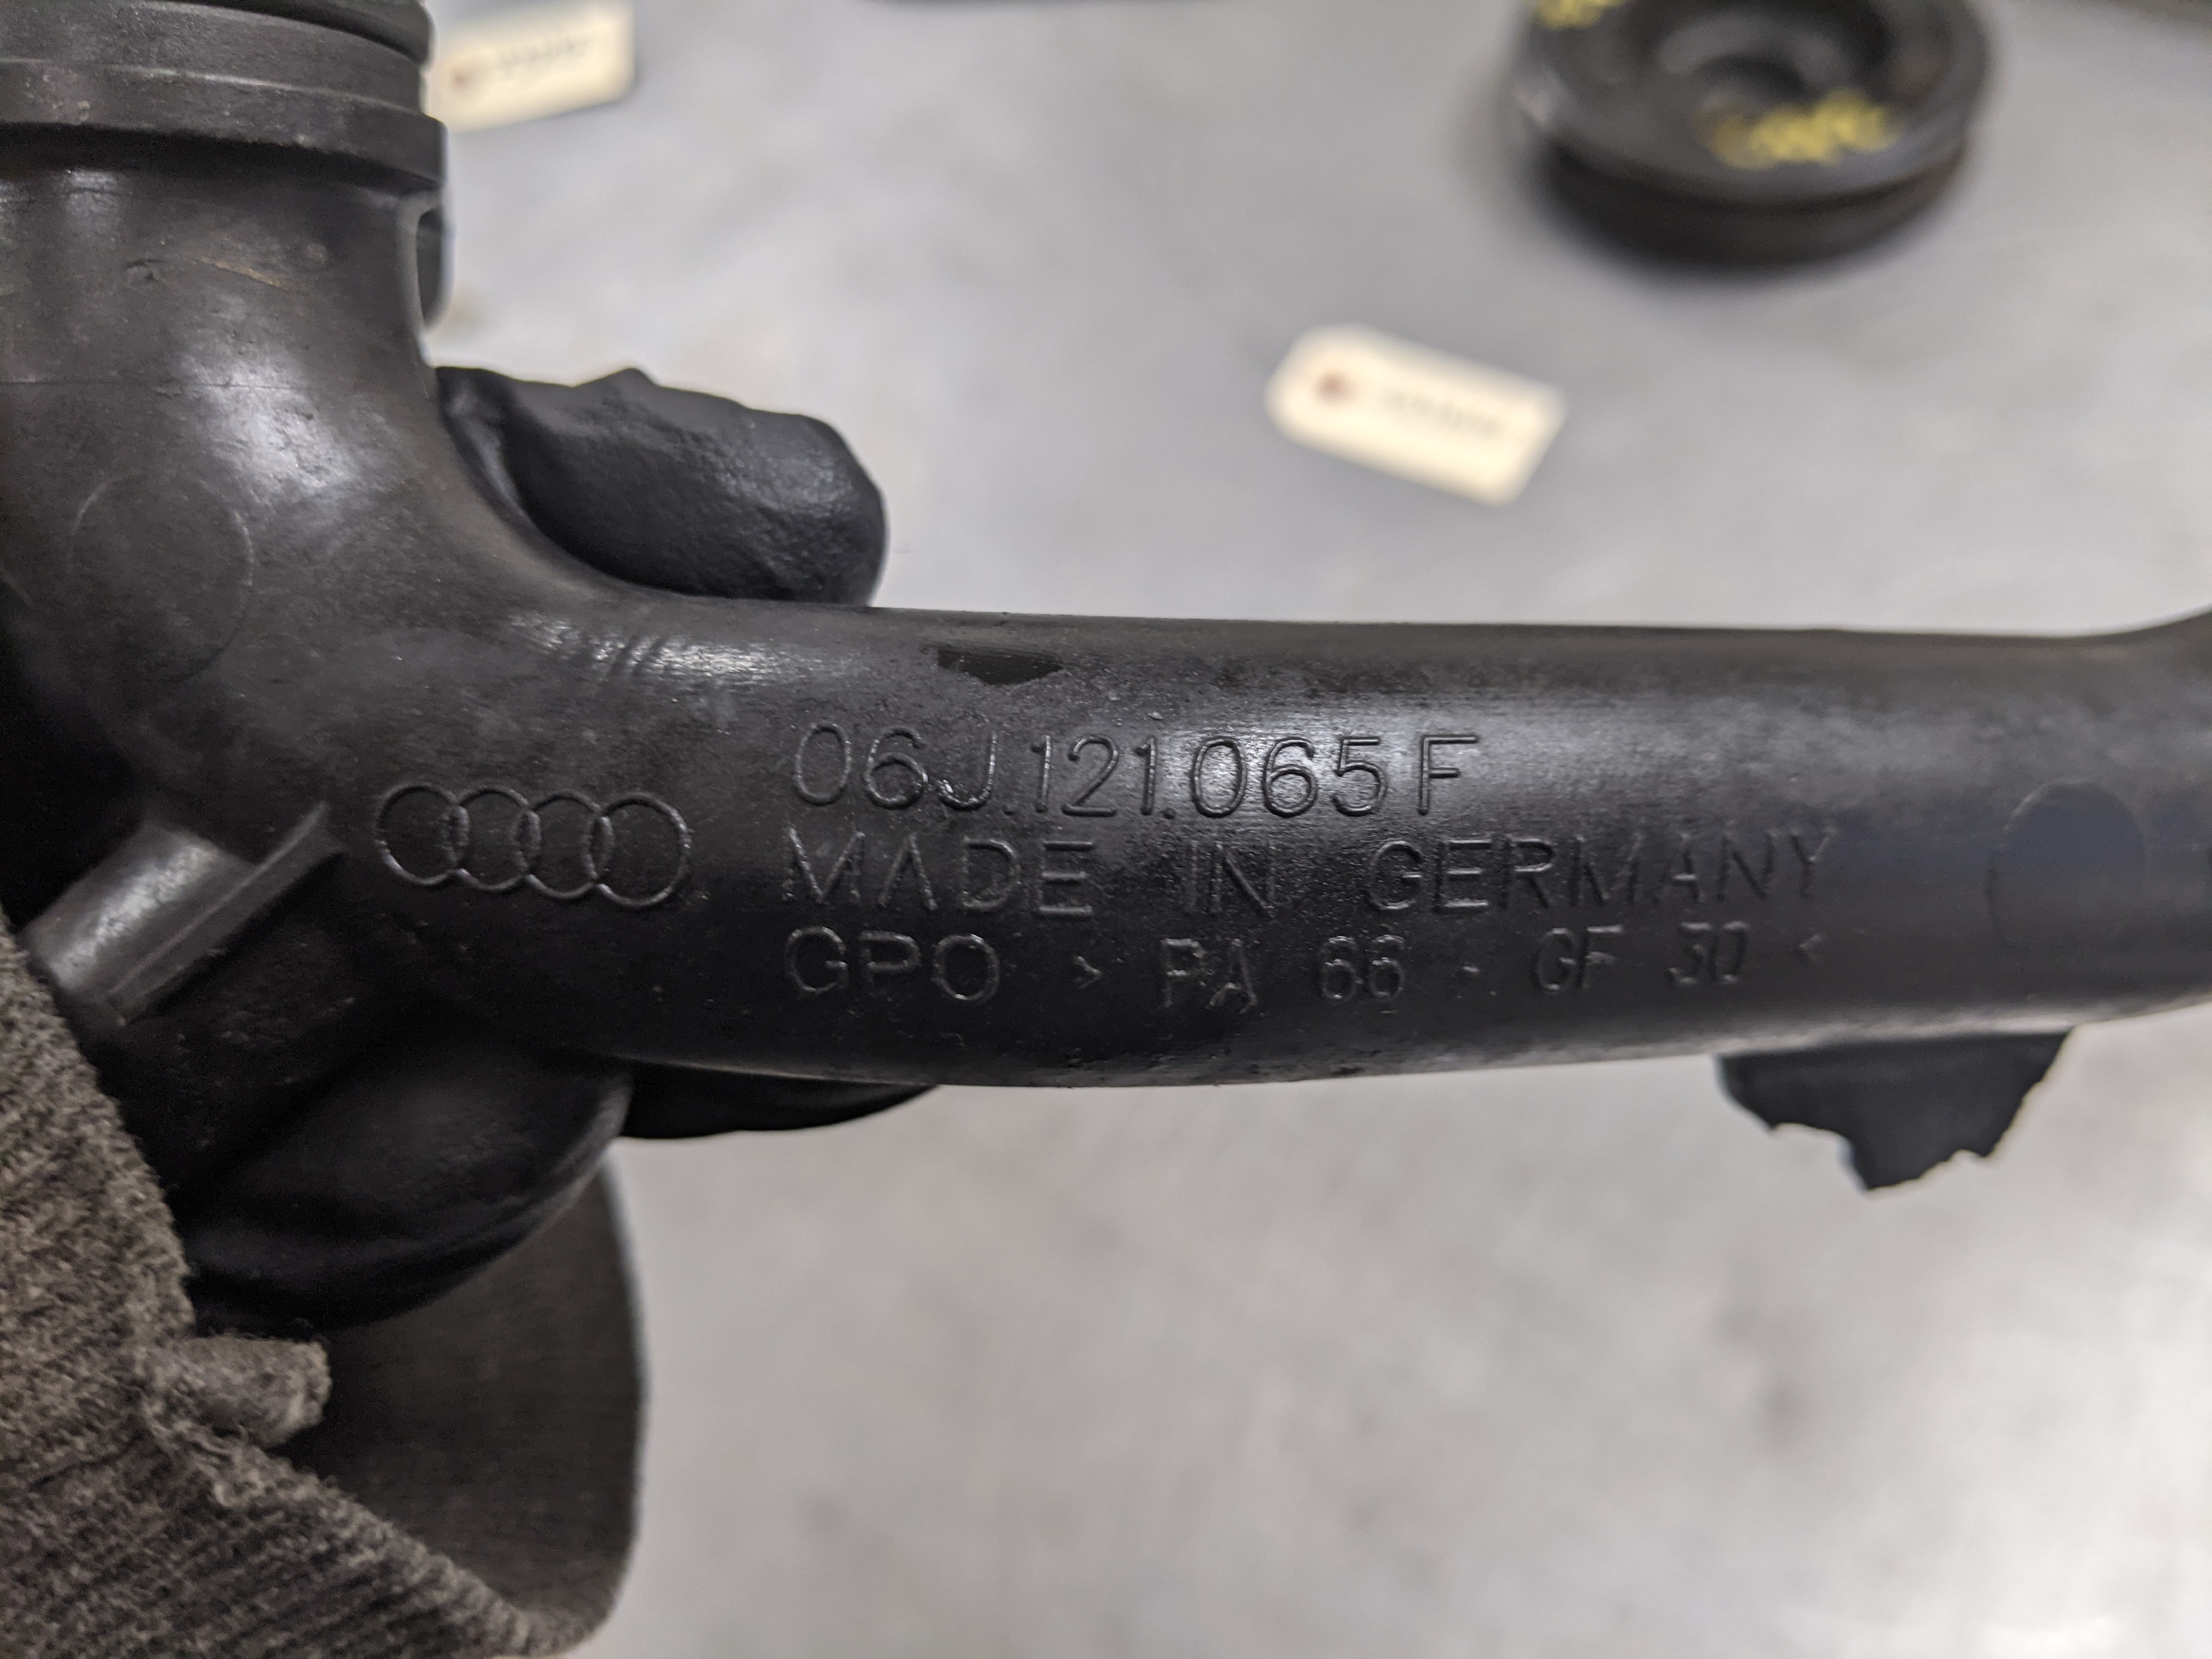 06J.121.065 F
MADE IN GERMANY
GPO > PA 66 - GF 30 <